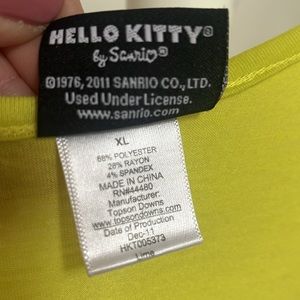 HELLO KITTY®
by Sanrio®
©1976, 2011 SANRIO CO., LTD.
Used Under License.
www.sanrio.com
XL
68% POLYESTER
28% RAYON
4% SPANDEX
MADE IN CHINA
RN#44480
Manufacturer:
Topson Downs
www.topsondowns.com
Date of Production
Dec-11
HKT005373
Lime